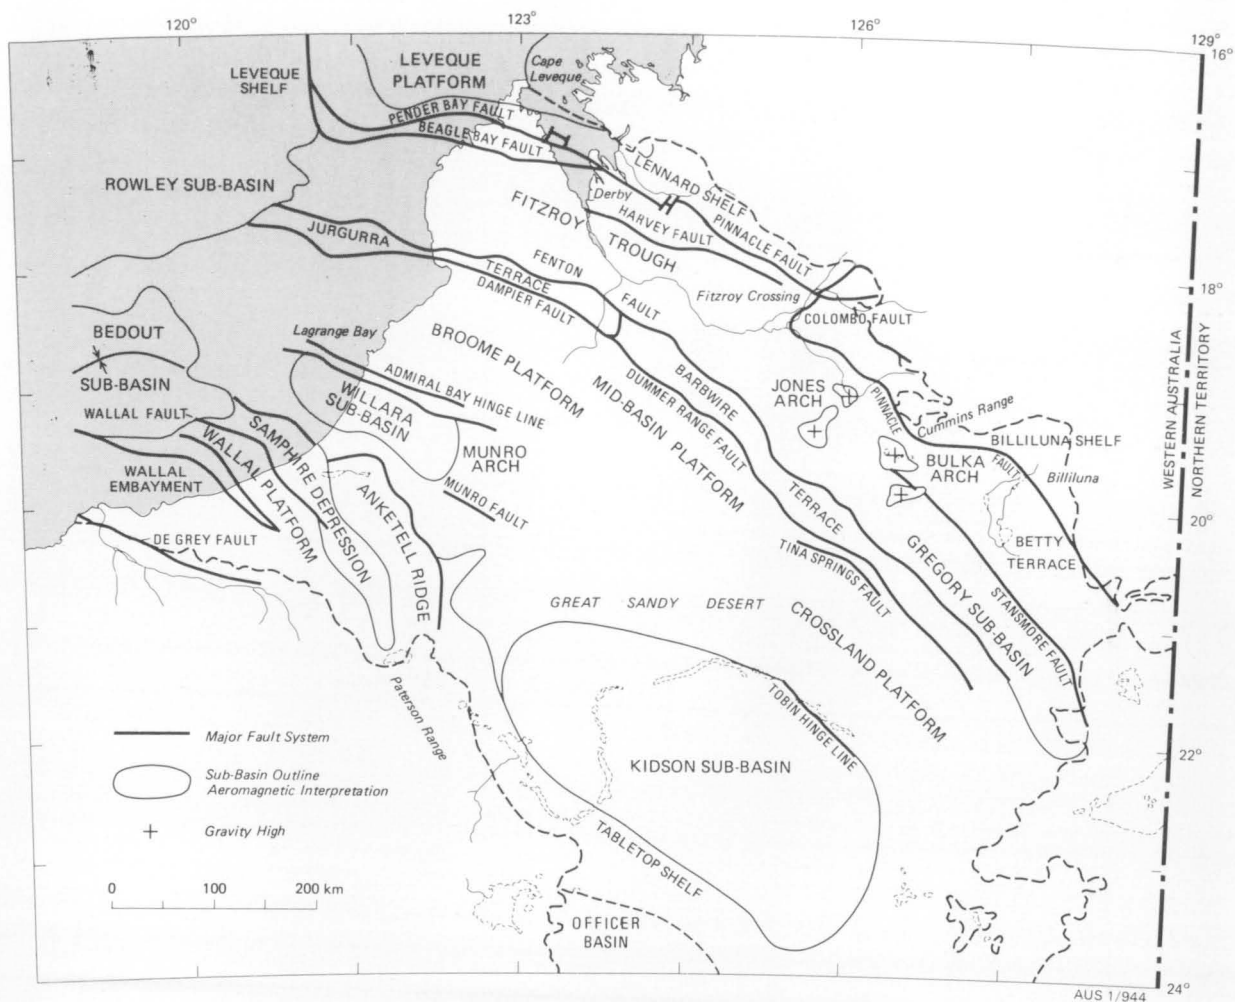 120°
123°
126°
129°
16°
LEVEQUE
SHELF
LEVEQUE
PLATFORM
Cape
Leveque
PENDER BAY FAULT
BEAGLE BAY FAULT
LENNARD SHELF
ROWLEY SUB-BASIN
Derby
FITZROY
TROUGH
HARVEY FAULT
PINNACLE FAULT
JURGURRA
TERRACE
FENTON
FAULT
DAMPIER FAULT
Fitzroy Crossing
COLOMBO FAULT
18°
WESTERN AUSTRALIA
NORTHERN TERRITORY
BEDOUT
SUB-BASIN
Lagrange Bay
BROOME PLATFORM
ADMIRAL BAY HINGE LINE
WILLARA
SUB-BASIN
MID-BASIN PLATFORM
DUMMER RANGE FAULT
BARBWIRE
TERRACE
JONES
ARCH
PINNACLE
FAULT
Cummins Range
BILLILUNA SHELF
Billiluna
BULKA
ARCH
WALLAL FAULT
SAMPHIRE DEPRESSION
WALLAL PLATFORM
WALLAL
EMBAYMENT
MUNRO
ARCH
MUNRO FAULT
ANKETELL RIDGE
DE GREY FAULT
20°
BETTY
TERRACE
TINA SPRINGS FAULT
GREGORY SUB-BASIN
STANSMORE FAULT
GREAT SANDY DESERT
CROSSLAND PLATFORM
Paterson Range
TOBIN HINGE LINE
KIDSON SUB-BASIN
22°
TABLETOP SHELF
OFFICER
BASIN
Major Fault System
Sub-Basin Outline
Aeromagnetic Interpretation
Gravity High
0 100 200 km
24°
AUS 1/944